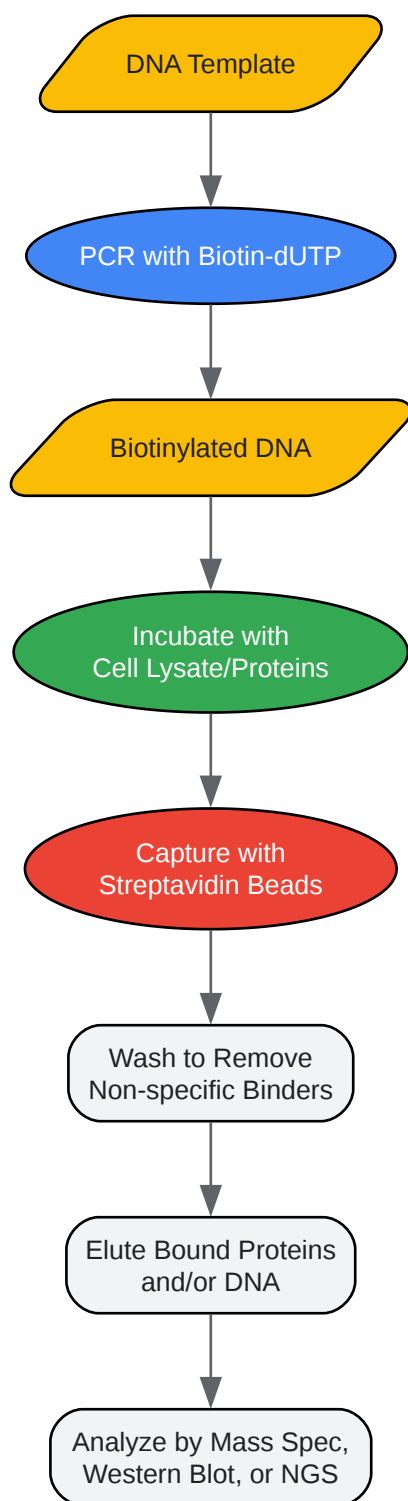 DNA Template
PCR with Biotin-dUTP
Biotinylated DNA
Incubate with
Cell Lysate/Proteins
Capture with
Streptavidin Beads
Wash to Remove
Non-specific Binders
Elute Bound Proteins
and/or DNA
Analyze by Mass Spec,
Western Blot, or NGS